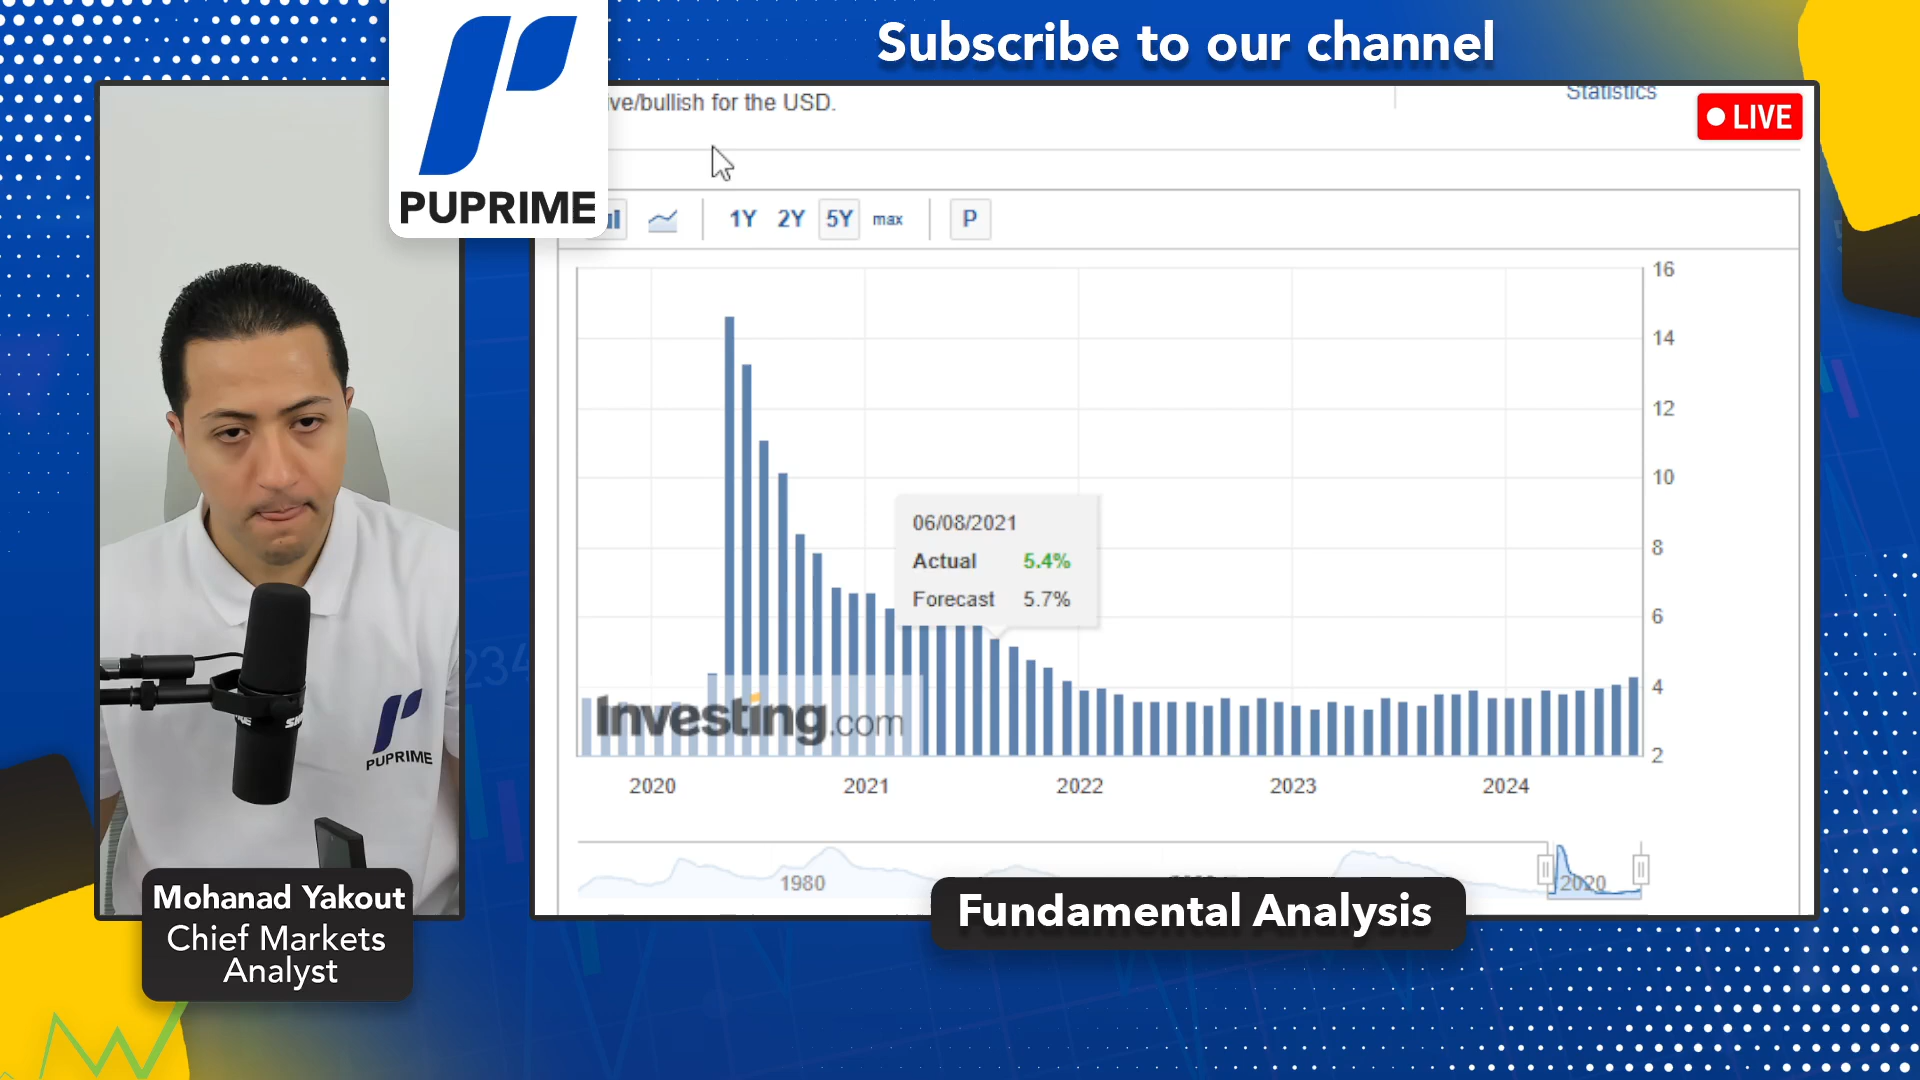 Subscribe to our channel
PUPRIME
ive/bullish for the USD.
Statistics
LIVE
1Y 2Y 5Y max P
16
14
12
10
8
6
4
2
06/08/2021
Actual 5.4%
Forecast 5.7%
Investing.com
2020 2021 2022 2023 2024
1980 2020
PUPRIME
Mohanad Yakout
Chief Markets
Analyst
Fundamental Analysis